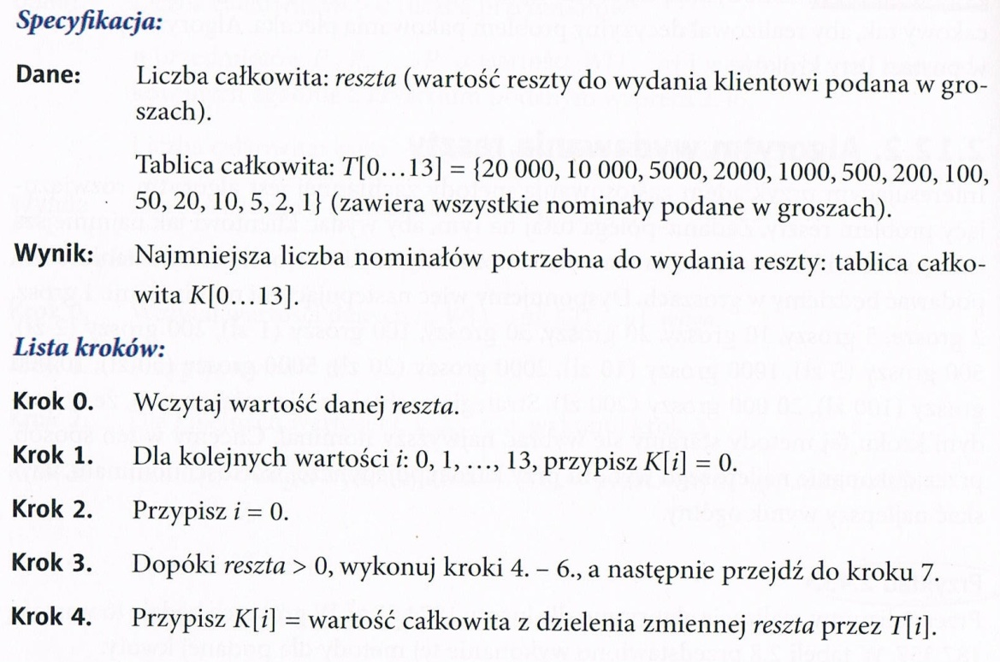 Specyfikacja:
Dane: Liczba całkowita: reszta (wartość reszty do wydania klientowi podana w gro-
szach).
Tablica całkowita: T[0…13] = {20 000, 10 000, 5000, 2000, 1000, 500, 200, 100,
50, 20, 10, 5, 2, 1} (zawiera wszystkie nominały podane w groszach).
Wynik: Najmniejsza liczba nominałów potrzebna do wydania reszty: tablica całko-
wita K[0…13].
Lista kroków:
Krok 0. Wczytaj wartość danej reszta.
Krok 1. Dla kolejnych wartości i: 0, 1, …, 13, przypisz K[i] = 0.
Krok 2. Przypisz i = 0.
Krok 3. Dopóki reszta > 0, wykonuj kroki 4. – 6., a następnie przejdź do kroku 7.
Krok 4. Przypisz K[i] = wartość całkowita z dzielenia zmiennej reszta przez T[i].